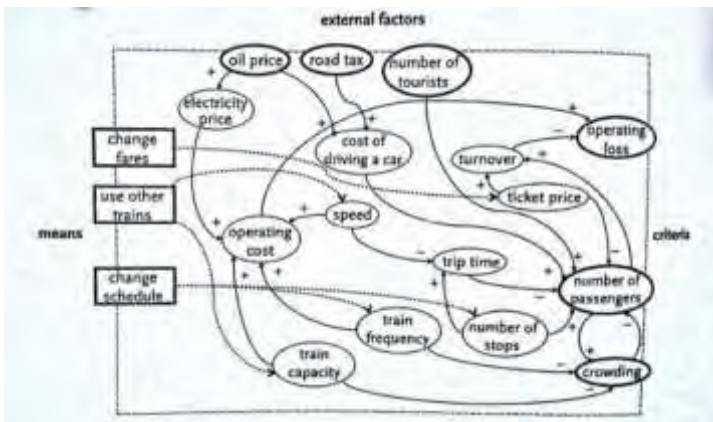 external factors
oil price
road tax
number of
tourists
+
electricity
price
+
+
+
operating
loss
change
fares
cost of
driving a car
turnover
−
+
use other
trains
+
ticket price
means
speed
+
+
operating
cost
−
trip time
−
criteria
+
+
number of
passengers
change
schedule
+
+
+
−
train
frequency
number of
stops
+
−
train
capacity
−
+
crowding
−